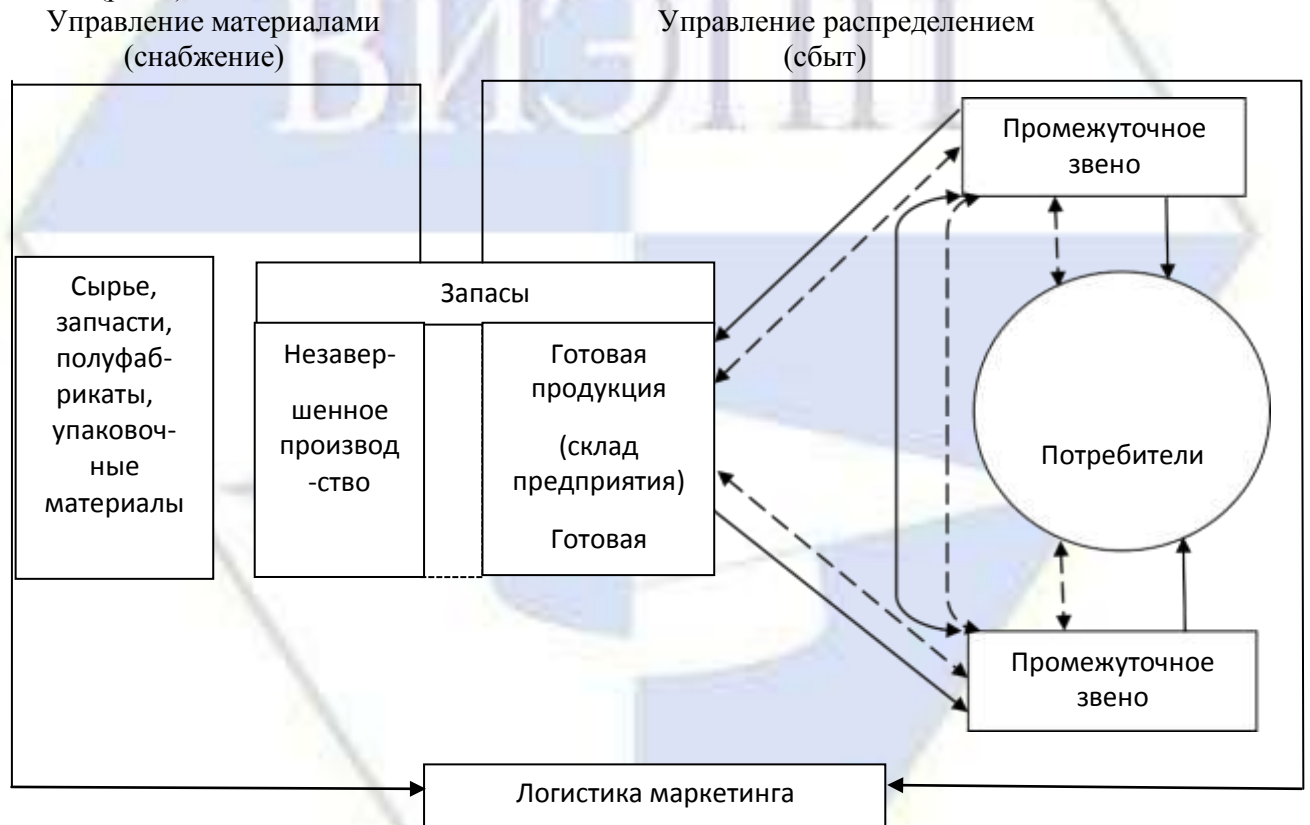 Управление материалами
(снабжение)
Управление распределением
(сбыт)
ВИЭПП
Промежуточное
звено
Сырье,
запчасти,
полуфаб-
рикаты,
упаковоч-
ные
материалы
Запасы
Незавер-
шенное
производ
-ство
Готовая
продукция
(склад
предприятия)
Готовая
Потребители
Промежуточное
звено
Логистика маркетинга